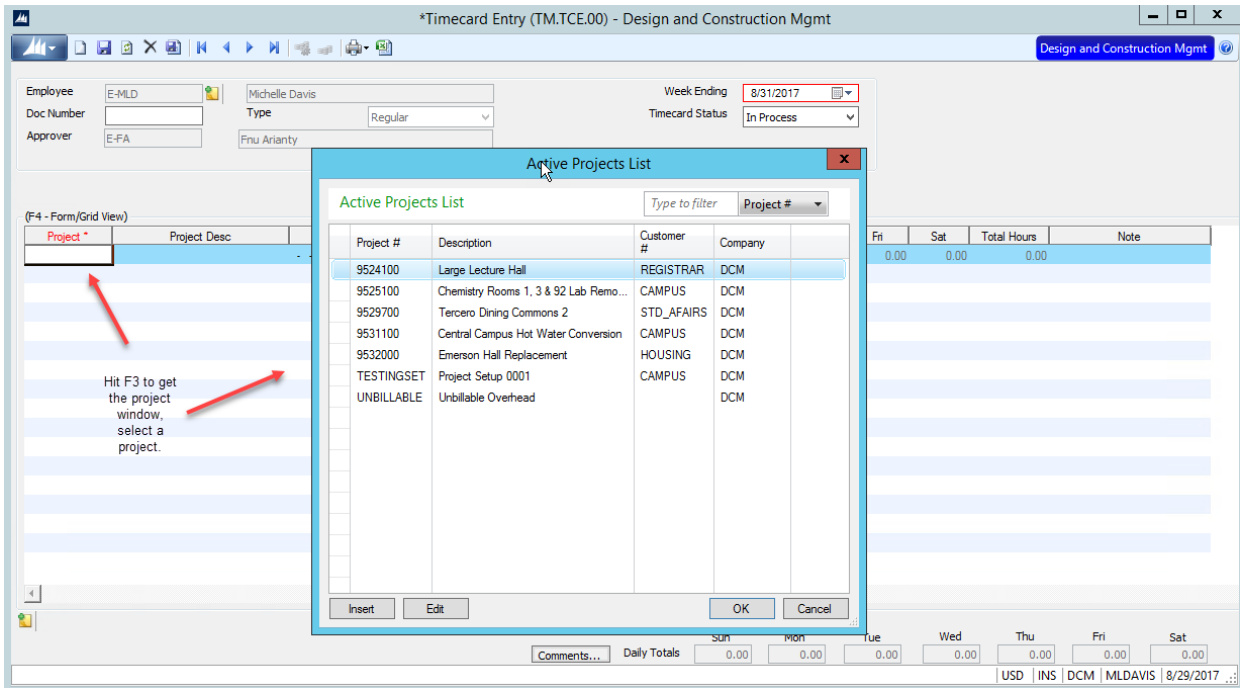 *Timecard Entry (TM.TCE.00) - Design and Construction Mgmt
Design and Construction Mgmt
Employee E-MLD Michelle Davis Week Ending 8/31/2017
Doc Number Type Regular Timecard Status In Process
Approver E-FA Fnu Arianty
Active Projects List
Active Projects List Type to filter Project #
(F4 - Form/Grid View)
Project * Project Desc Fri Sat Total Hours Note
- - 0.00 0.00 0.00
Project # Description Customer # Company
9524100 Large Lecture Hall REGISTRAR DCM
9525100 Chemistry Rooms 1, 3 & 92 Lab Remo... CAMPUS DCM
9529700 Tercero Dining Commons 2 STD_AFAIRS DCM
9531100 Central Campus Hot Water Conversion CAMPUS DCM
9532000 Emerson Hall Replacement HOUSING DCM
TESTINGSET Project Setup 0001 CAMPUS DCM
UNBILLABLE Unbillable Overhead DCM
Hit F3 to get
the project
window,
select a
project.
Insert Edit OK Cancel
Sun Mon Tue Wed Thu Fri Sat
Comments... Daily Totals 0.00 0.00 0.00 0.00 0.00 0.00 0.00
USD INS DCM MLDAVIS 8/29/2017